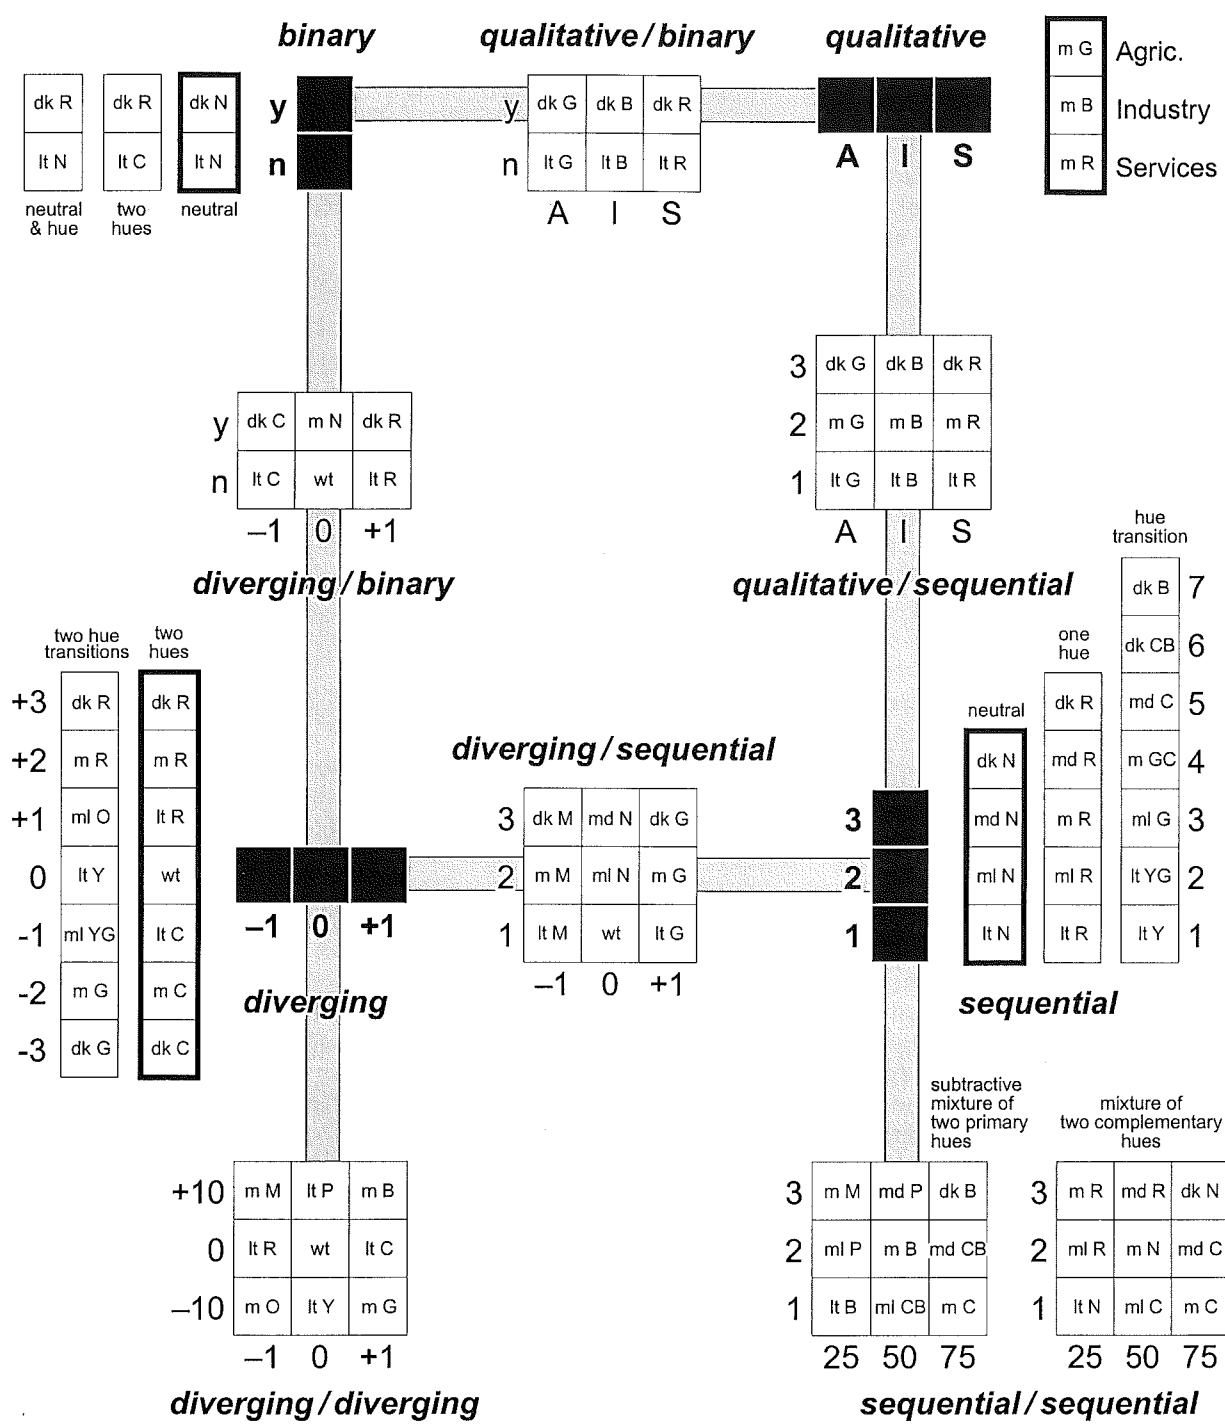 binary
qualitative/binary
qualitative
dk R
lt N
neutral
& hue
dk R
lt C
two
hues
dk N
lt N
neutral
y
n
y dk G dk B dk R
n lt G lt B lt R
A I S
A I S
m G Agric.
m B Industry
m R Services
y dk C m N dk R
n lt C wt lt R
–1 0 +1
diverging/binary
3 dk G dk B dk R
2 m G m B m R
1 lt G lt B lt R
A I S
qualitative/sequential
two hue
transitions
two
hues
+3 dk R dk R
+2 m R m R
+1 ml O lt R
0 lt Y wt
-1 ml YG lt C
-2 m G m C
-3 dk G dk C
–1 0 +1
diverging
diverging/sequential
3 dk M md N dk G
2 m M ml N m G
1 lt M wt lt G
–1 0 +1
3
2
1
neutral
dk N
md N
ml N
lt N
one
hue
dk R
md R
m R
ml R
lt R
hue
transition
dk B 7
dk CB 6
md C 5
m GC 4
ml G 3
lt YG 2
lt Y 1
sequential
+10 m M lt P m B
0 lt R wt lt C
–10 m O lt Y m G
–1 0 +1
diverging/diverging
subtractive
mixture of
two primary
hues
3 m M md P dk B
2 ml P m B md CB
1 lt B ml CB m C
25 50 75
mixture of
two complementary
hues
3 m R md R dk N
2 ml R m N md C
1 lt N ml C m C
25 50 75
sequential/sequential